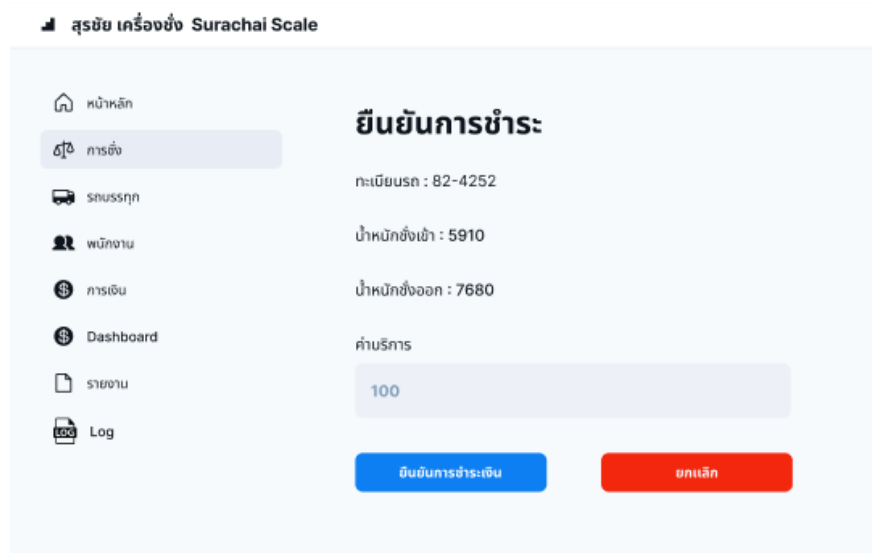 สุรชัย เครื่องชั่ง Surachai Scale
หน้าหลัก
การชั่ง
รถบรรทุก
พนักงาน
การเงิน
Dashboard
รายงาน
LOG Log
ยืนยันการชำระ
ทะเบียนรถ : 82-4252
น้ำหนักชั่งเข้า : 5910
น้ำหนักชั่งออก : 7680
ค่าบริการ
100
ยืนยันการชำระเงิน
ยกแลิก